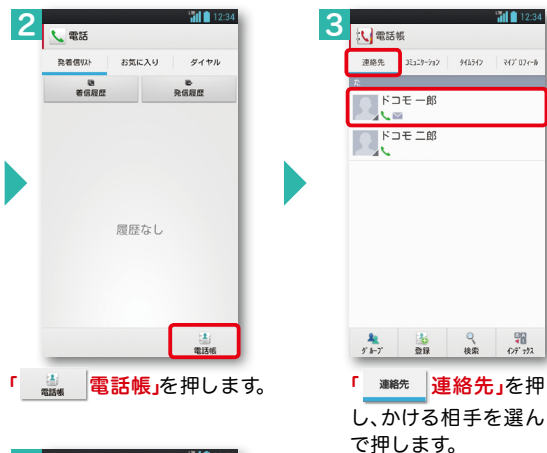 2
12:34
電話
発着信リスト お気に入り ダイヤル
着信履歴 発信履歴
履歴なし
電話帳
「電話帳 電話帳」を押します。
3
12:34
電話帳
連絡先 コミュニケーション タイムライン マイプロフィール
た
ドコモ 一郎
ドコモ 二郎
グループ 登録 検索 インデックス
「連絡先 連絡先」を押
し、かける相手を選ん
で押します。